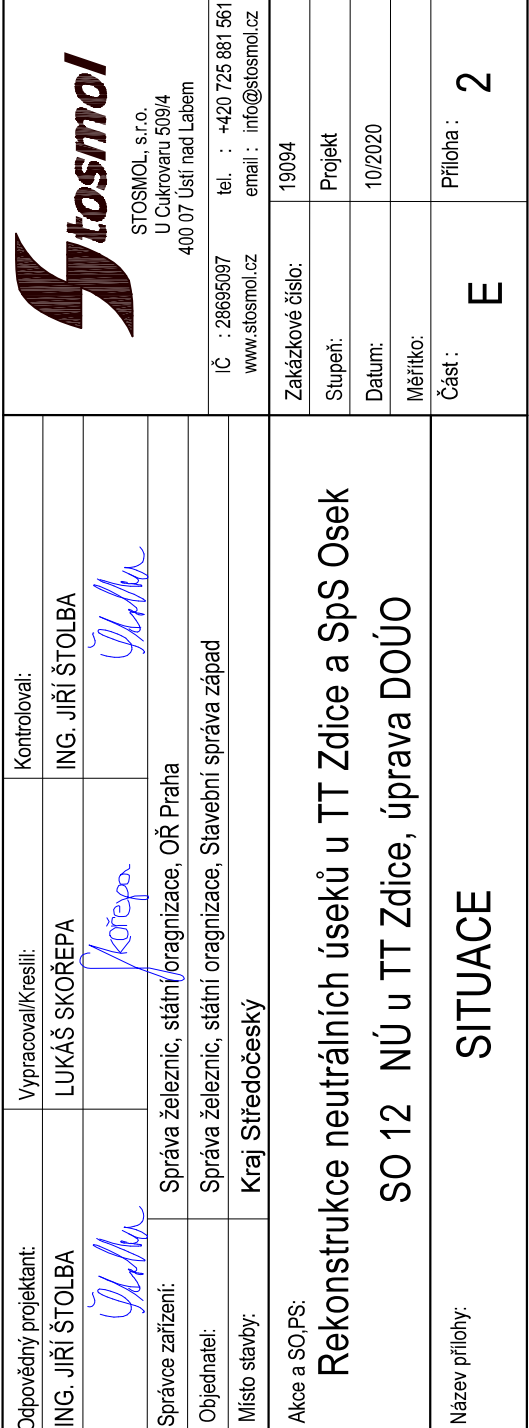 Odpovědný projektant: Vypracoval/Kreslil: Kontroloval:
ING. JIŘÍ ŠTOLBA LUKÁŠ SKOŘEPA ING. JIŘÍ ŠTOLBA
Štolba Skořepa Štolba
Správce zařízení: Správa železnic, státní oragnizace, OŘ Praha
Objednatel: Správa železnic, státní oragnizace, Stavební správa západ
Místo stavby: Kraj Středočeský
Stosmol
STOSMOL, s.r.o.
U Cukrovaru 509/4
400 07 Ústí nad Labem
IČ : 28695097 tel. : +420 725 881 561
www.stosmol.cz email : info@stosmol.cz
Akce a SO,PS:
Rekonstrukce neutrálních úseků u TT Zdice a SpS Osek
SO 12 NÚ u TT Zdice, úprava DOÚO
Zakázkové číslo: 19094
Stupeň: Projekt
Datum: 10/2020
Měřítko:
Název přílohy: SITUACE
Část : E Příloha : 2